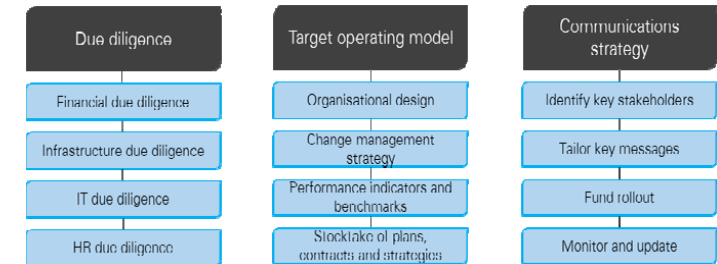 Due diligence
Financial due diligence
Infrastructure due diligence
IT due diligence
HR due diligence
Target operating model
Organisational design
Change management
strategy
Performance indicators and
benchmarks
Stocktake of plans,
contracts and strategies
Communications
strategy
Identify key stakeholders
Tailor key messages
Fund rollout
Monitor and update